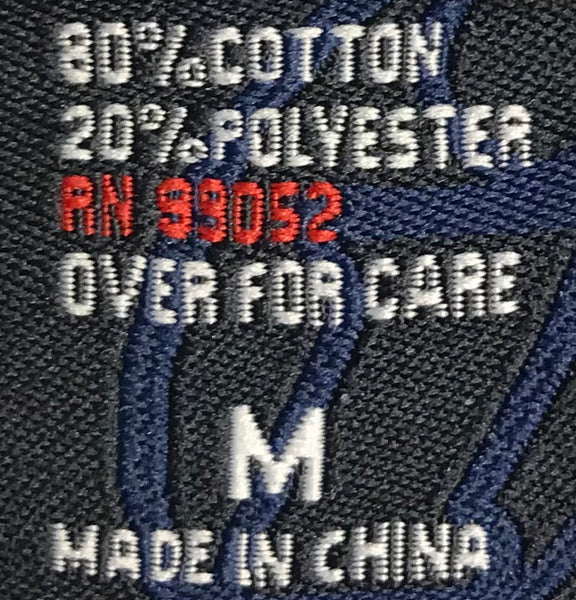 80%COTTON
20%POLYESTER
RN 99052
OVER FOR CARE
M
MADE IN CHINA